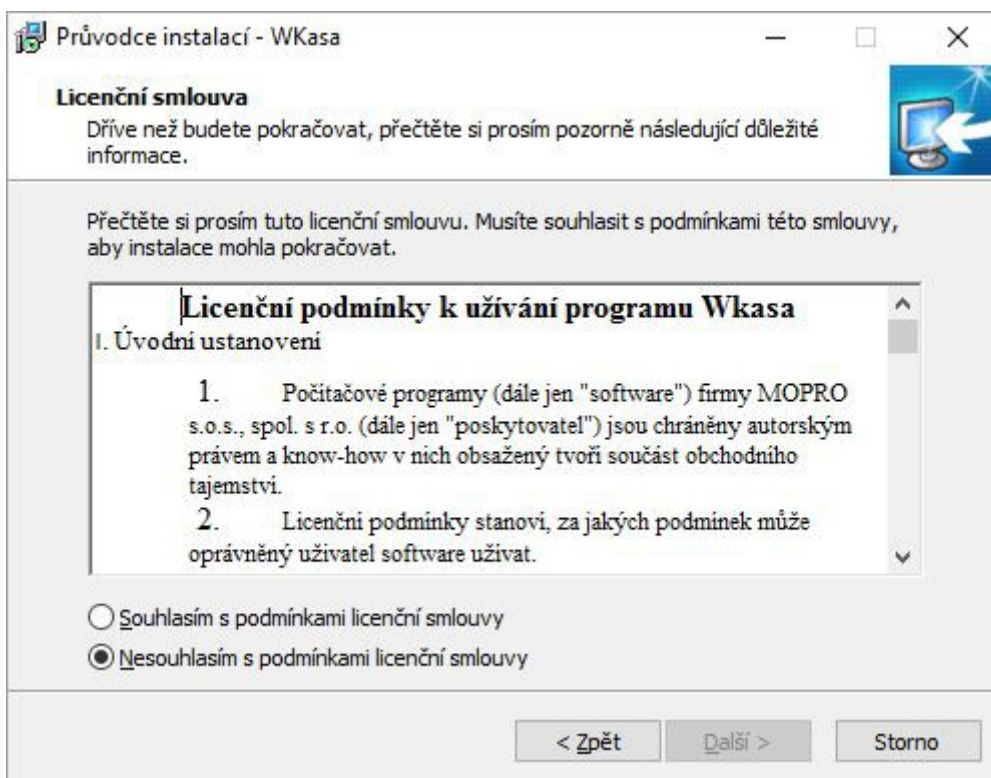 Průvodce instalací - WKasa
Licenční smlouva
Dříve než budete pokračovat, přečtěte si prosím pozorně následující důležité
informace.
Přečtěte si prosím tuto licenční smlouvu. Musíte souhlasit s podmínkami této smlouvy,
aby instalace mohla pokračovat.
Licenční podmínky k užívání programu Wkasa
I. Úvodní ustanovení
1. Počítačové programy (dále jen "software") firmy MOPRO
s.o.s., spol. s r.o. (dále jen "poskytovatel") jsou chráněny autorským
právem a know-how v nich obsažený tvoří součást obchodního
tajemství.
2. Licenční podmínky stanoví, za jakých podmínek může
oprávněný uživatel software užívat.
Souhlasím s podmínkami licenční smlouvy
Nesouhlasím s podmínkami licenční smlouvy
< Zpět
Další >
Storno